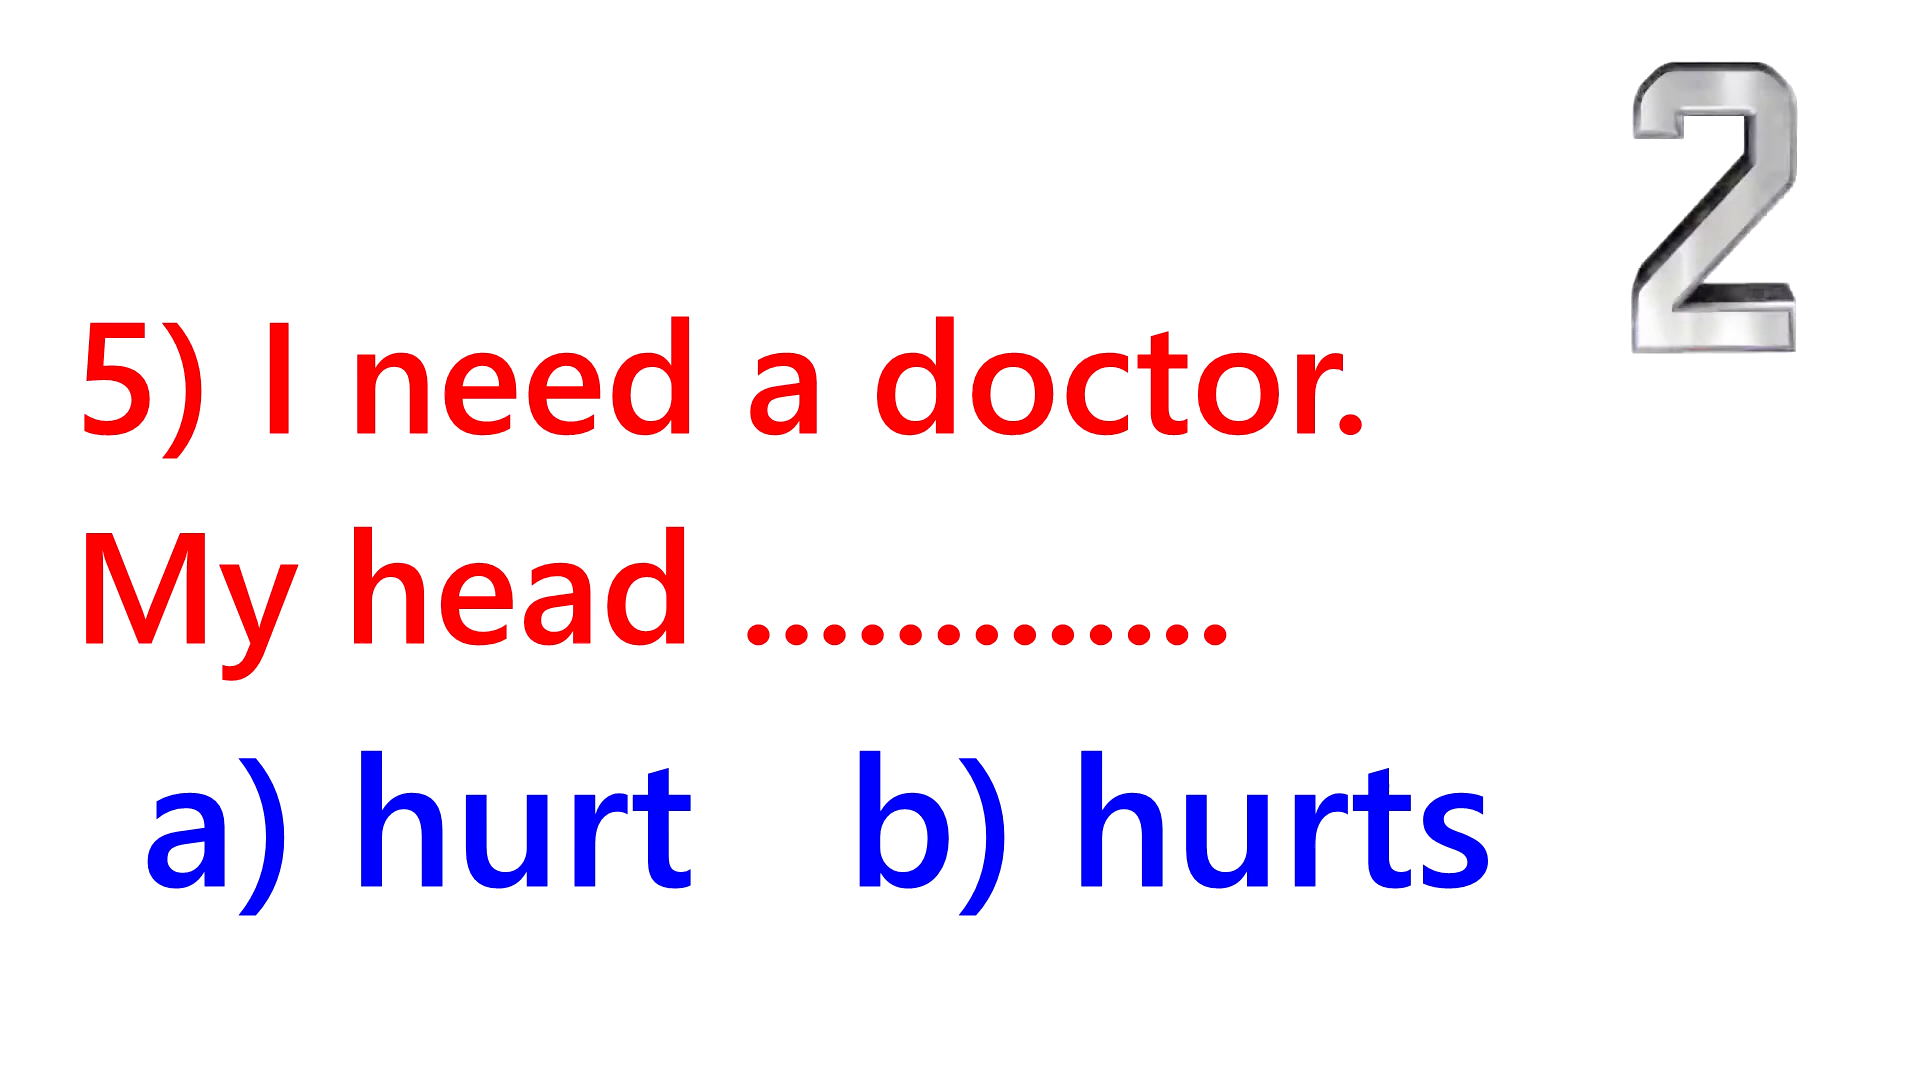 2
5) I need a doctor.
My head .............
a) hurt b) hurts